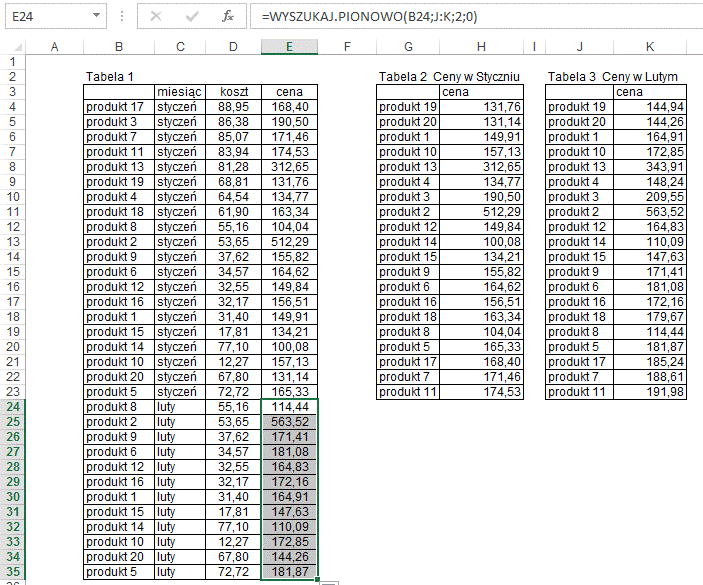 E24 fx =WYSZUKAJ.PIONOWO(B24;J:K;2;0)
A B C D E F G H I J K
1
2 Tabela 1 Tabela 2 Ceny w Styczniu Tabela 3 Ceny w Lutym
3 miesiąc koszt cena cena cena
4 produkt 17 styczeń 88,95 168,40 produkt 19 131,76 produkt 19 144,94
5 produkt 3 styczeń 86,38 190,50 produkt 20 131,14 produkt 20 144,26
6 produkt 7 styczeń 85,07 171,46 produkt 1 149,91 produkt 1 164,91
7 produkt 11 styczeń 83,94 174,53 produkt 10 157,13 produkt 10 172,85
8 produkt 13 styczeń 81,28 312,65 produkt 13 312,65 produkt 13 343,91
9 produkt 19 styczeń 68,81 131,76 produkt 4 134,77 produkt 4 148,24
10 produkt 4 styczeń 64,54 134,77 produkt 3 190,50 produkt 3 209,55
11 produkt 18 styczeń 61,90 163,34 produkt 2 512,29 produkt 2 563,52
12 produkt 8 styczeń 55,16 104,04 produkt 12 149,84 produkt 12 164,83
13 produkt 2 styczeń 53,65 512,29 produkt 14 100,08 produkt 14 110,09
14 produkt 9 styczeń 37,62 155,82 produkt 15 134,21 produkt 15 147,63
15 produkt 6 styczeń 34,57 164,62 produkt 9 155,82 produkt 9 171,41
16 produkt 12 styczeń 32,55 149,84 produkt 6 164,62 produkt 6 181,08
17 produkt 16 styczeń 32,17 156,51 produkt 16 156,51 produkt 16 172,16
18 produkt 1 styczeń 31,40 149,91 produkt 18 163,34 produkt 18 179,67
19 produkt 15 styczeń 17,81 134,21 produkt 8 104,04 produkt 8 114,44
20 produkt 14 styczeń 77,10 100,08 produkt 5 165,33 produkt 5 181,87
21 produkt 10 styczeń 12,27 157,13 produkt 17 168,40 produkt 17 185,24
22 produkt 20 styczeń 67,80 131,14 produkt 7 171,46 produkt 7 188,61
23 produkt 5 styczeń 72,72 165,33 produkt 11 174,53 produkt 11 191,98
24 produkt 8 luty 55,16 114,44
25 produkt 2 luty 53,65 563,52
26 produkt 9 luty 37,62 171,41
27 produkt 6 luty 34,57 181,08
28 produkt 12 luty 32,55 164,83
29 produkt 16 luty 32,17 172,16
30 produkt 1 luty 31,40 164,91
31 produkt 15 luty 17,81 147,63
32 produkt 14 luty 77,10 110,09
33 produkt 10 luty 12,27 172,85
34 produkt 20 luty 67,80 144,26
35 produkt 5 luty 72,72 181,87